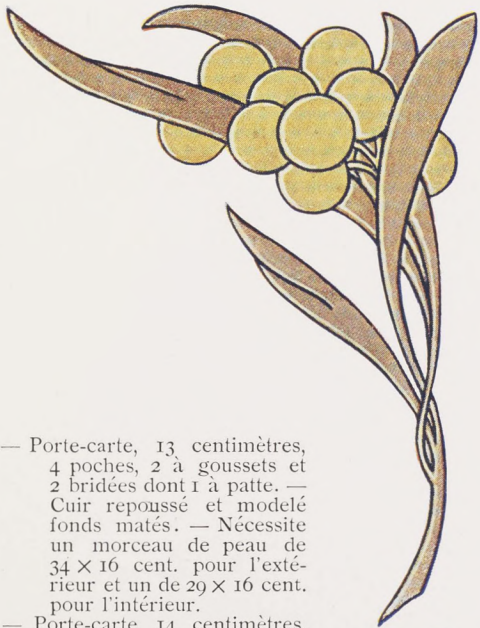 — Porte-carte, 13 centimètres,
4 poches, 2 à goussets et
2 bridées dont 1 à patte. —
Cuir repoussé et modelé
fonds matés. — Nécessite
un morceau de peau de
34 × 16 cent. pour l'exté-
rieur et un de 29 × 16 cent.
pour l'intérieur.
— Porte-carte, 14 centimètres,